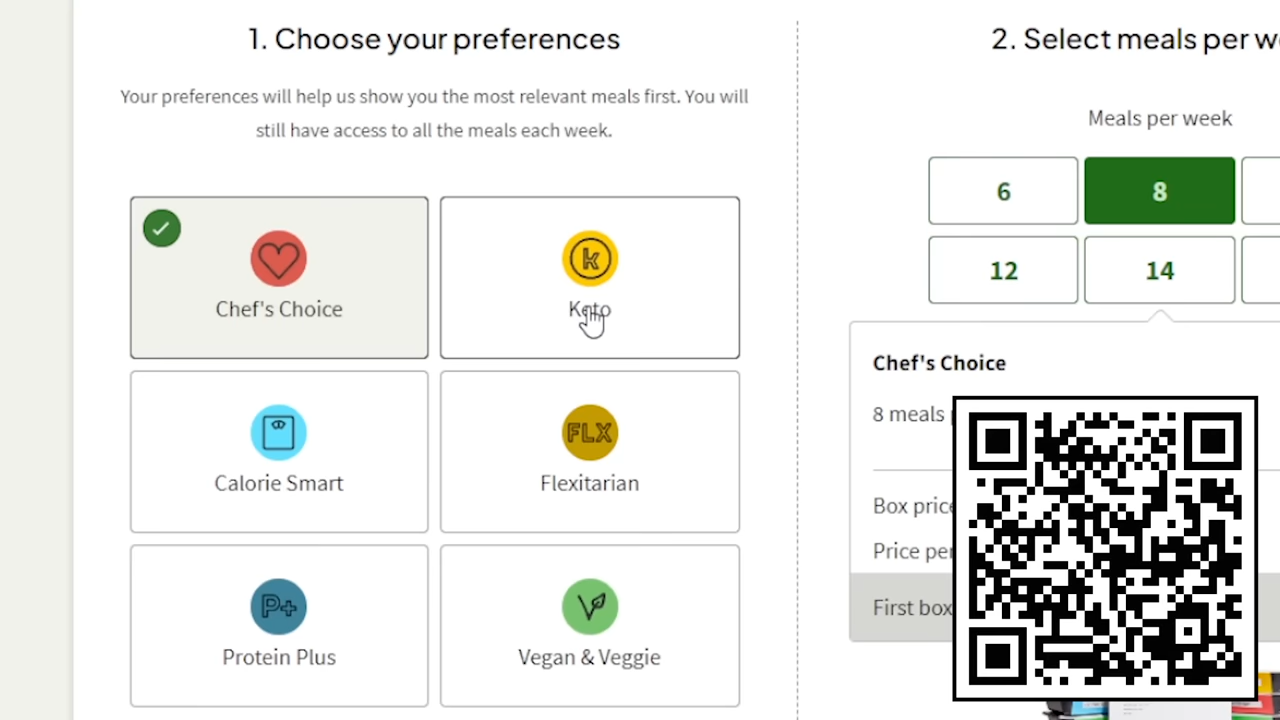 1. Choose your preferences
Your preferences will help us show you the most relevant meals first. You will
still have access to all the meals each week.
Chef's Choice
k
Keto
Calorie Smart
FLX
Flexitarian
P+
Protein Plus
V
Vegan & Veggie
2. Select meals per
Meals per week
6
8
12
14
Chef's Choice
8 meals
Box price
Price per
First box